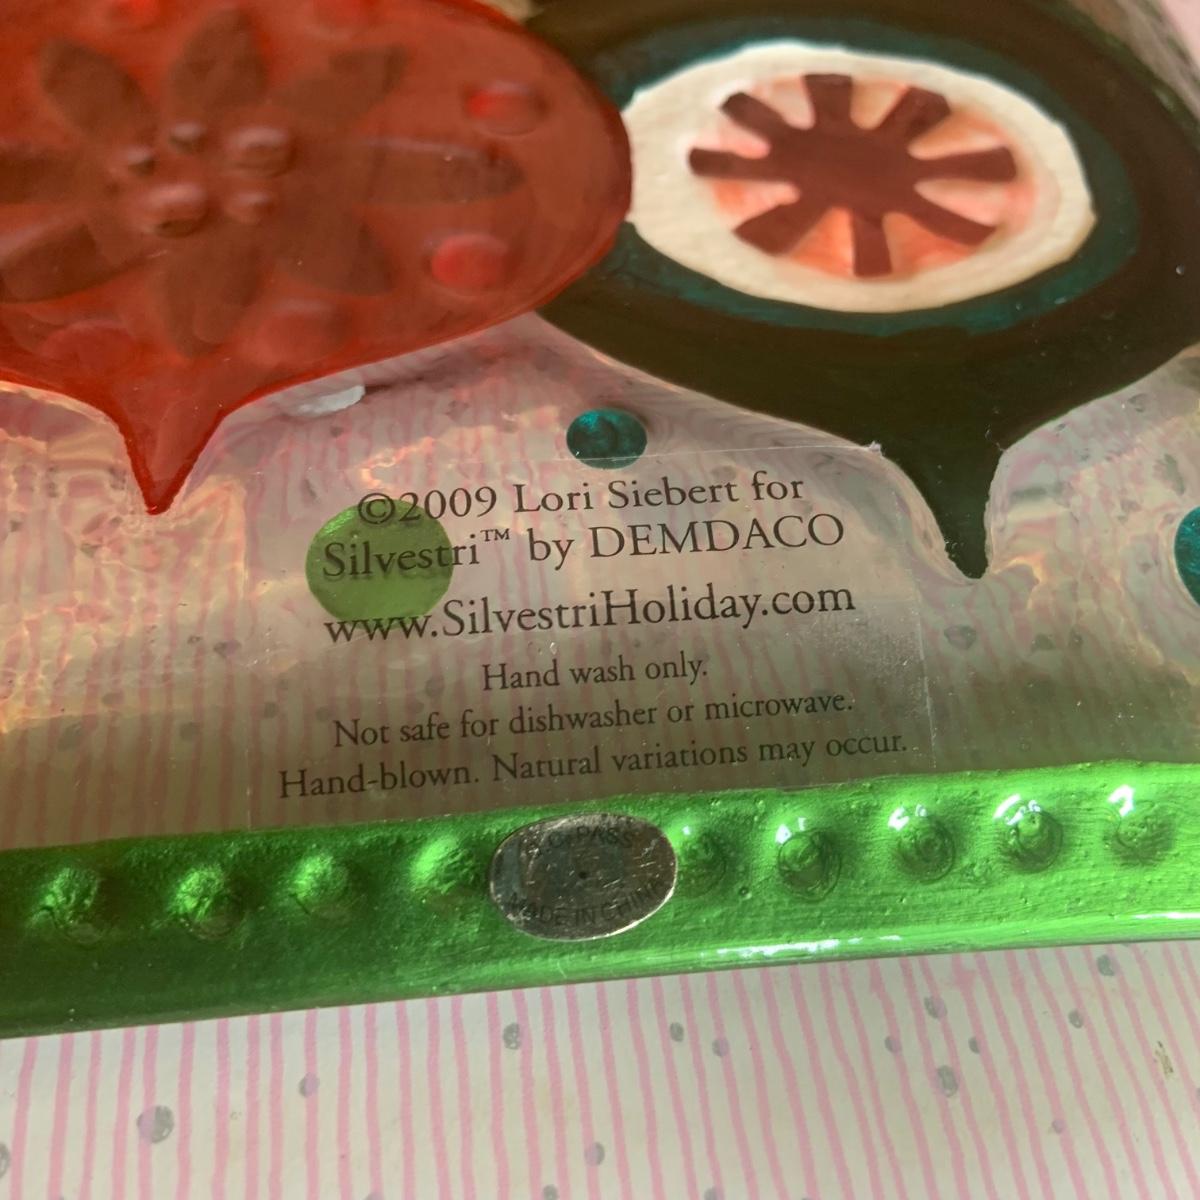 ©2009 Lori Siebert for
Silvestri™ by DEMDACO
www.SilvestriHoliday.com
Hand wash only.
Not safe for dishwasher or microwave.
Hand-blown. Natural variations may occur.
PASS
MADE IN CHINA